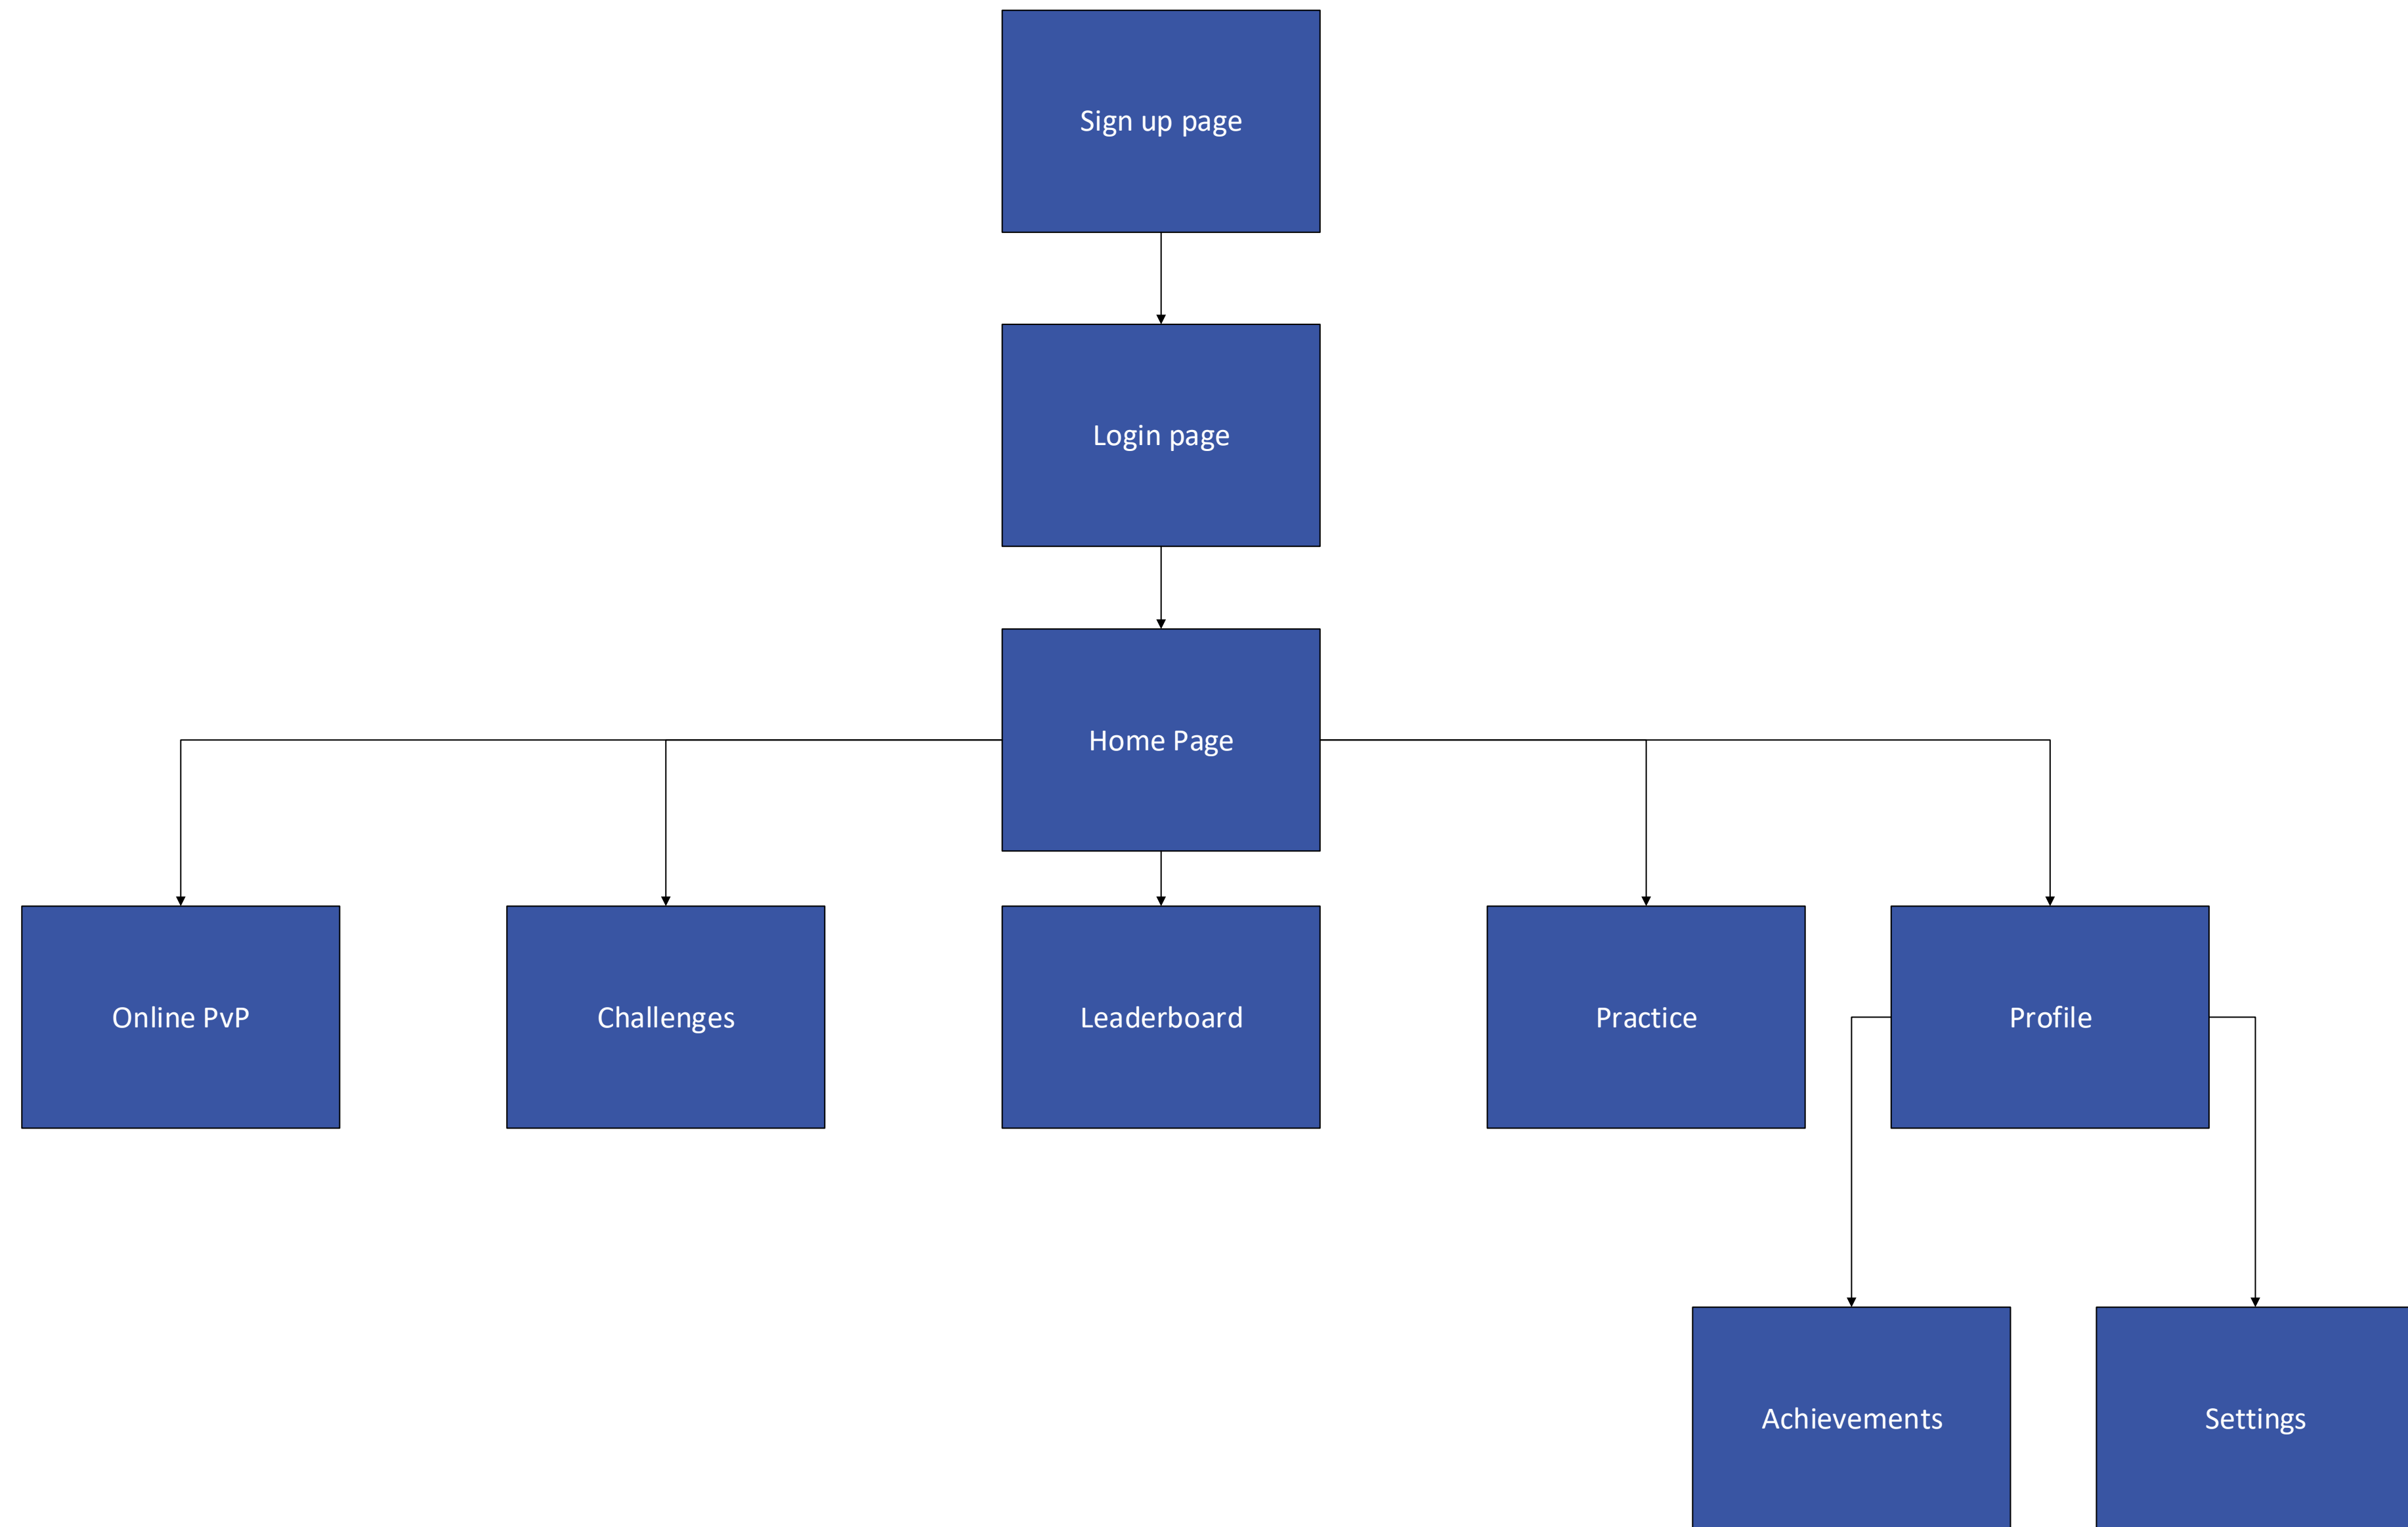 Sign up page
Login page
Home Page
Online PvP
Challenges
Leaderboard
Practice
Profile
Achievements
Settings